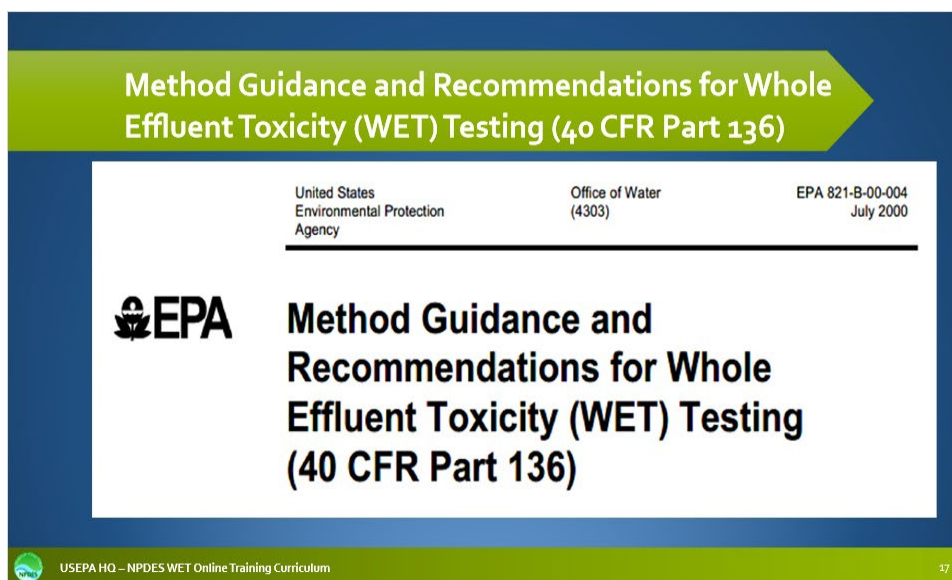 Method Guidance and Recommendations for Whole
Effluent Toxicity (WET) Testing (40 CFR Part 136)
United States
Environmental Protection
Agency
Office of Water
(4303)
EPA 821-B-00-004
July 2000
EPA
Method Guidance and
Recommendations for Whole
Effluent Toxicity (WET) Testing
(40 CFR Part 136)
NPDES
USEPA HQ – NPDES WET Online Training Curriculum
17